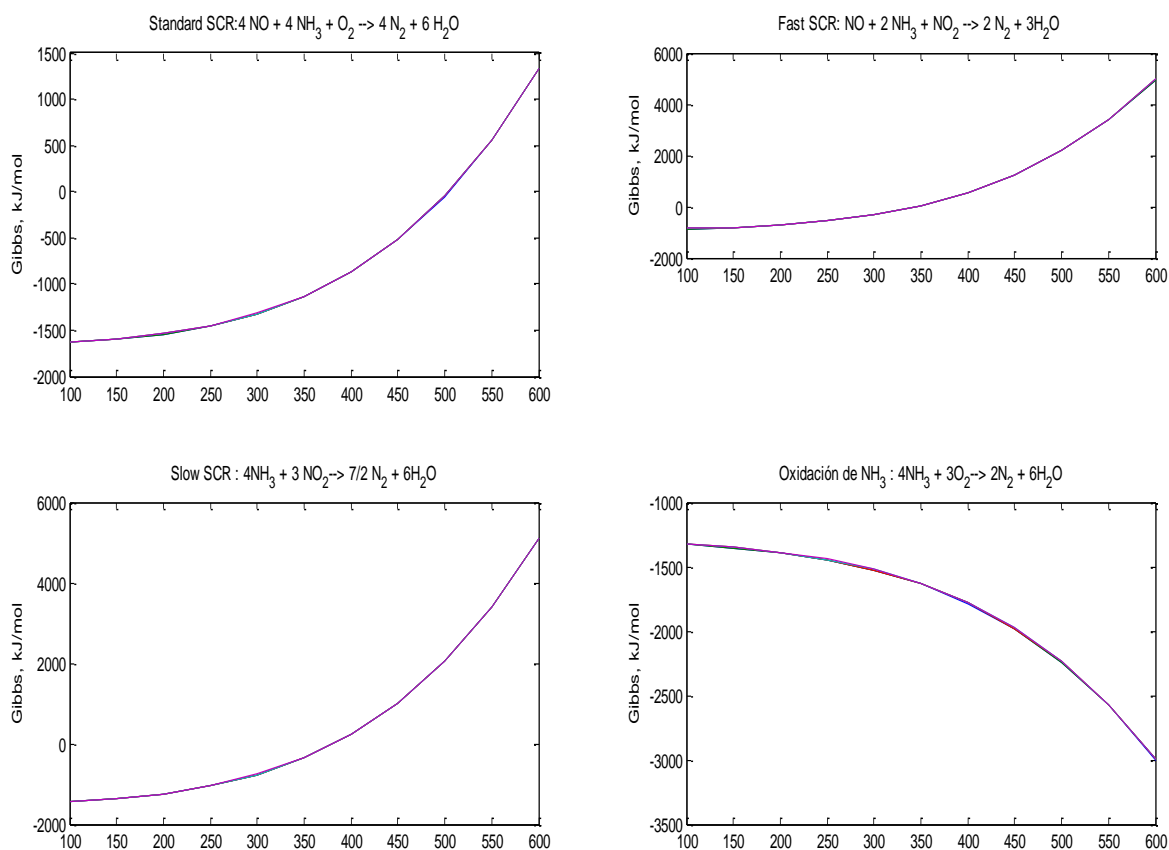 Standard SCR:4 NO + 4 NH3 + O2 --> 4 N2 + 6 H2O
Gibbs, kJ/mol
1500
1000
500
0
-500
-1000
-1500
-2000
100 150 200 250 300 350 400 450 500 550 600
Fast SCR: NO + 2 NH3 + NO2 --> 2 N2 + 3H2O
Gibbs, kJ/mol
6000
4000
2000
0
-2000
100 150 200 250 300 350 400 450 500 550 600
Slow SCR : 4NH3 + 3 NO2--> 7/2 N2 + 6H2O
Gibbs, kJ/mol
6000
4000
2000
0
-2000
100 150 200 250 300 350 400 450 500 550 600
Oxidación de NH3 : 4NH3 + 3O2--> 2N2 + 6H2O
Gibbs, kJ/mol
-1000
-1500
-2000
-2500
-3000
-3500
100 150 200 250 300 350 400 450 500 550 600